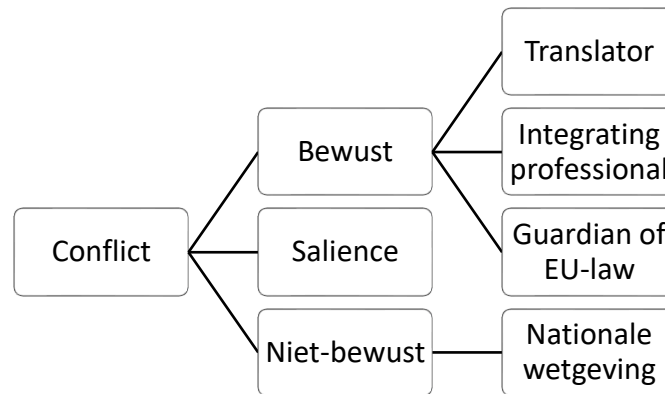 Translator
Bewust
Integrating
professional
Conflict
Salience
Guardian of
EU-law
Niet-bewust
Nationale
wetgeving